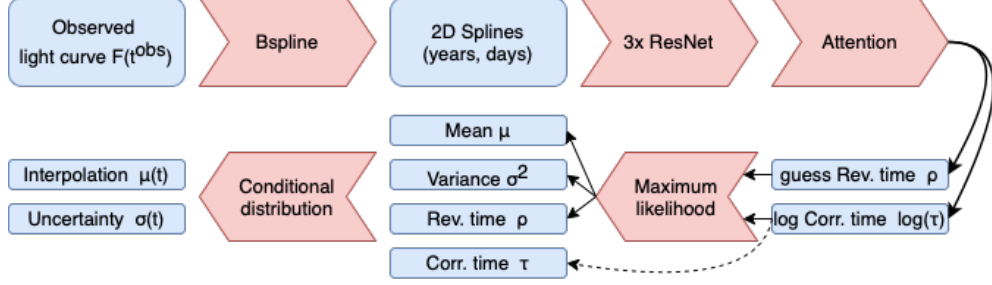 Observed
light curve F(t^obs)
Bspline
2D Splines
(years, days)
3x ResNet
Attention
Mean μ
Interpolation μ(t)
Conditional
distribution
Variance σ²
Maximum
likelihood
guess Rev. time ρ
Uncertainty σ(t)
Rev. time ρ
log Corr. time log(τ)
Corr. time τ